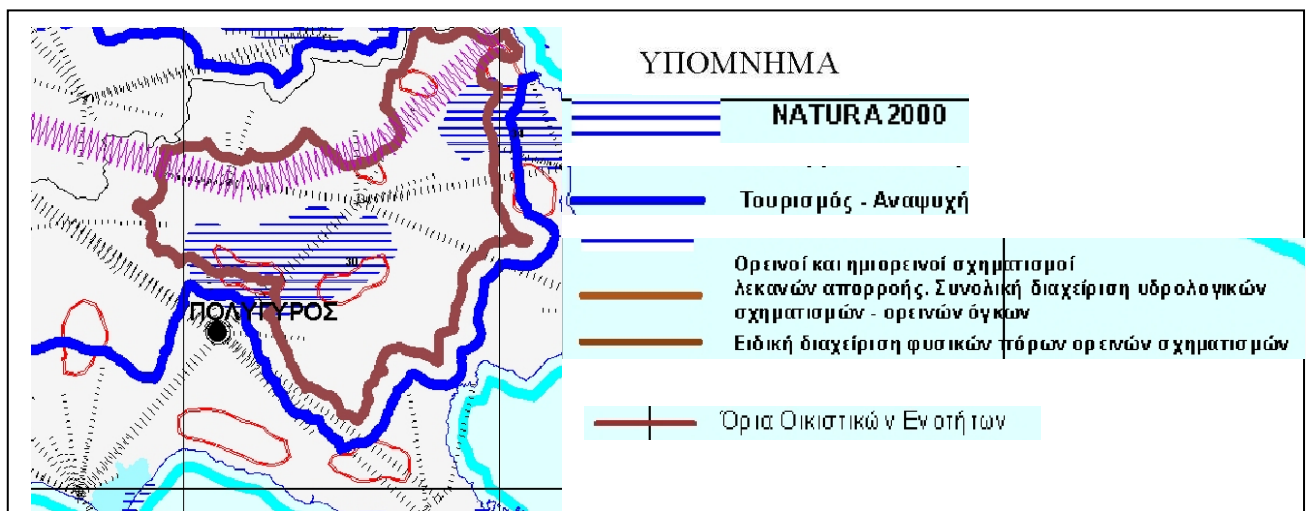 ΥΠΟΜΝΗΜΑ
NATURA 2000
Τουρισμός - Αναψυχή
Ορεινοί και ημιορεινοί σχηματισμοί
λεκανών απορροής. Συνολική διαχείριση υδρολογικών
σχηματισμών - ορεινών όγκων
Ειδική διαχείριση φυσικών πόρων ορεινών σχηματισμών
Όρια Οικιστικών Ενοτήτων
ΠΟΛΥΓΥΡΟΣ